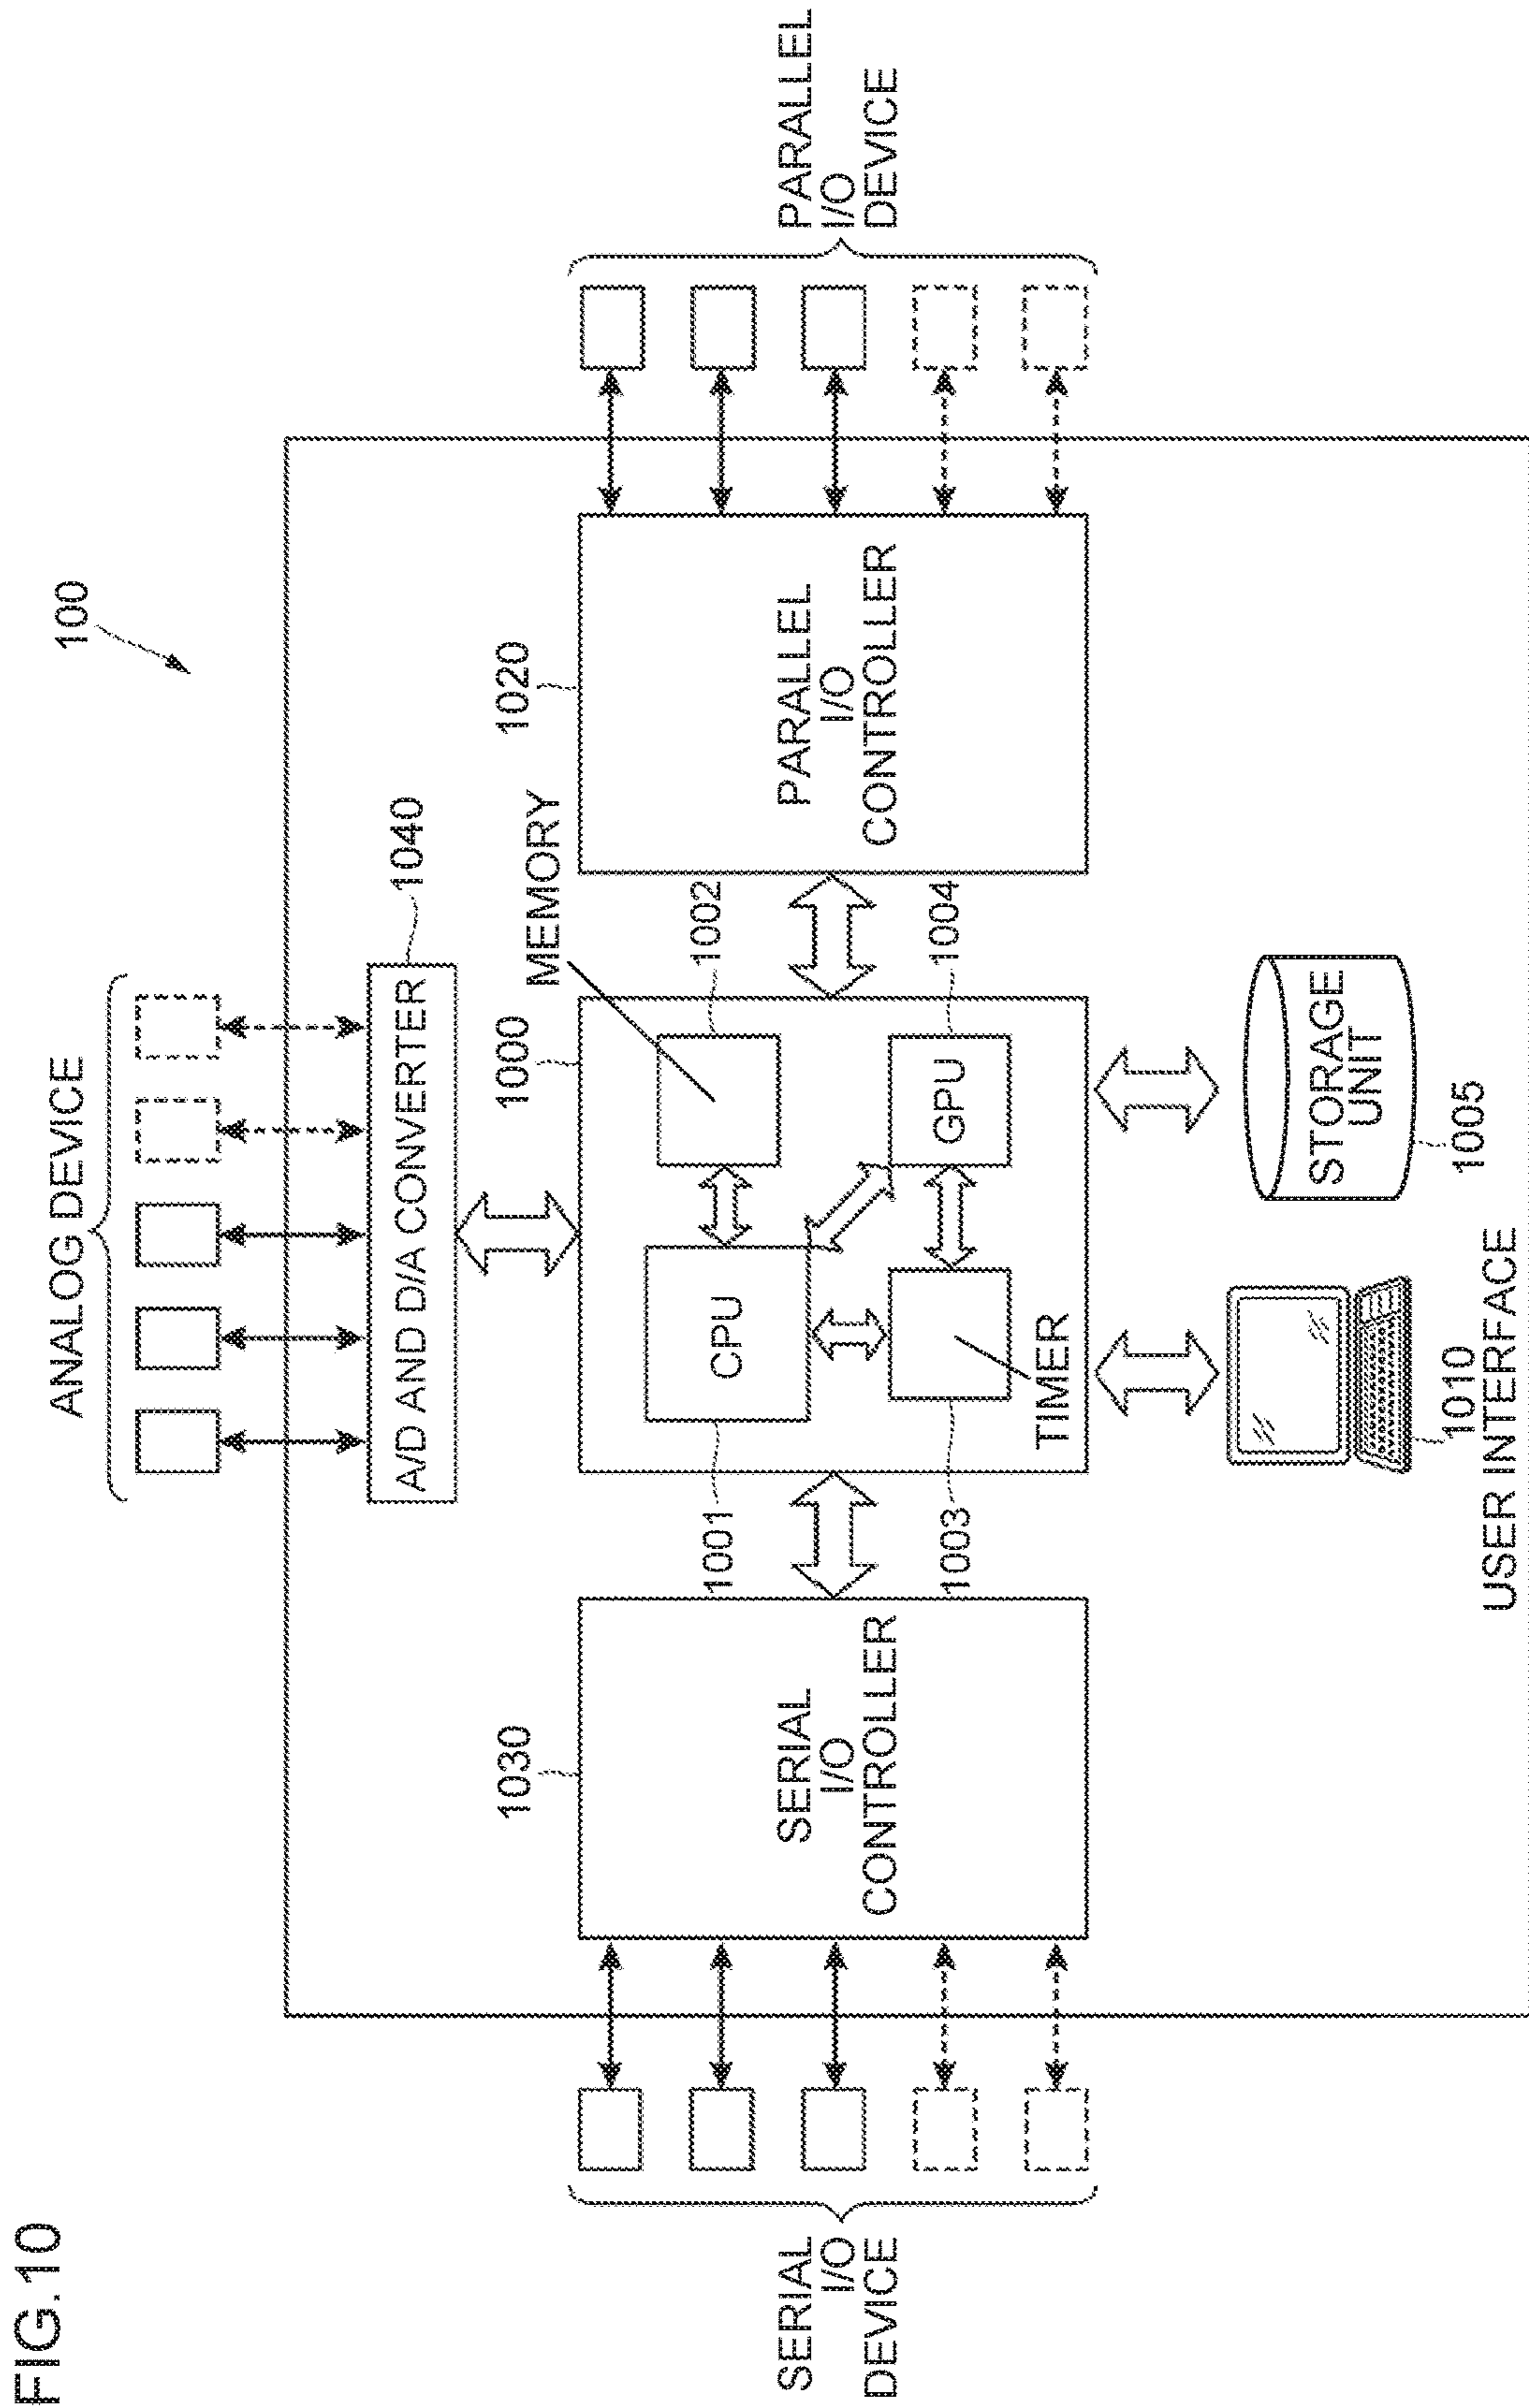 FIG.10
100
ANALOG DEVICE
A/D AND D/A CONVERTER
1040
1030
1000
MEMORY
1020
SERIAL
I/O
DEVICE
SERIAL
I/O
CONTROLLER
1001
CPU
1002
1003
TIMER
GPU
1004
PARALLEL
I/O
CONTROLLER
PARALLEL
I/O
DEVICE
1010
USER INTERFACE
STORAGE
UNIT
1005